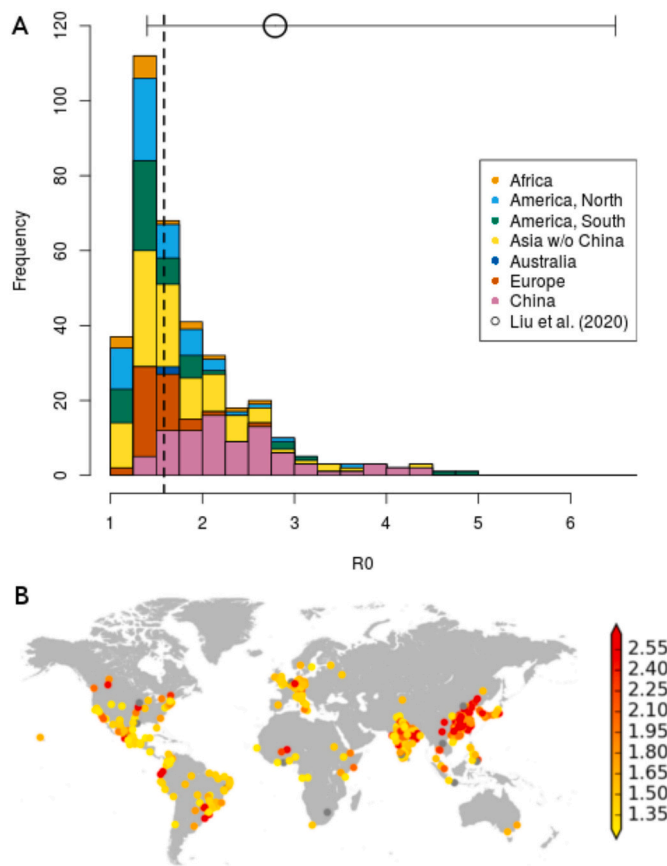 A
120
100
80
60
40
20
0
Frequency
Africa
America, North
America, South
Asia w/o China
Australia
Europe
China
Liu et al. (2020)
1 2 3 4 5 6
R0
B
2.55
2.40
2.25
2.10
1.95
1.80
1.65
1.50
1.35